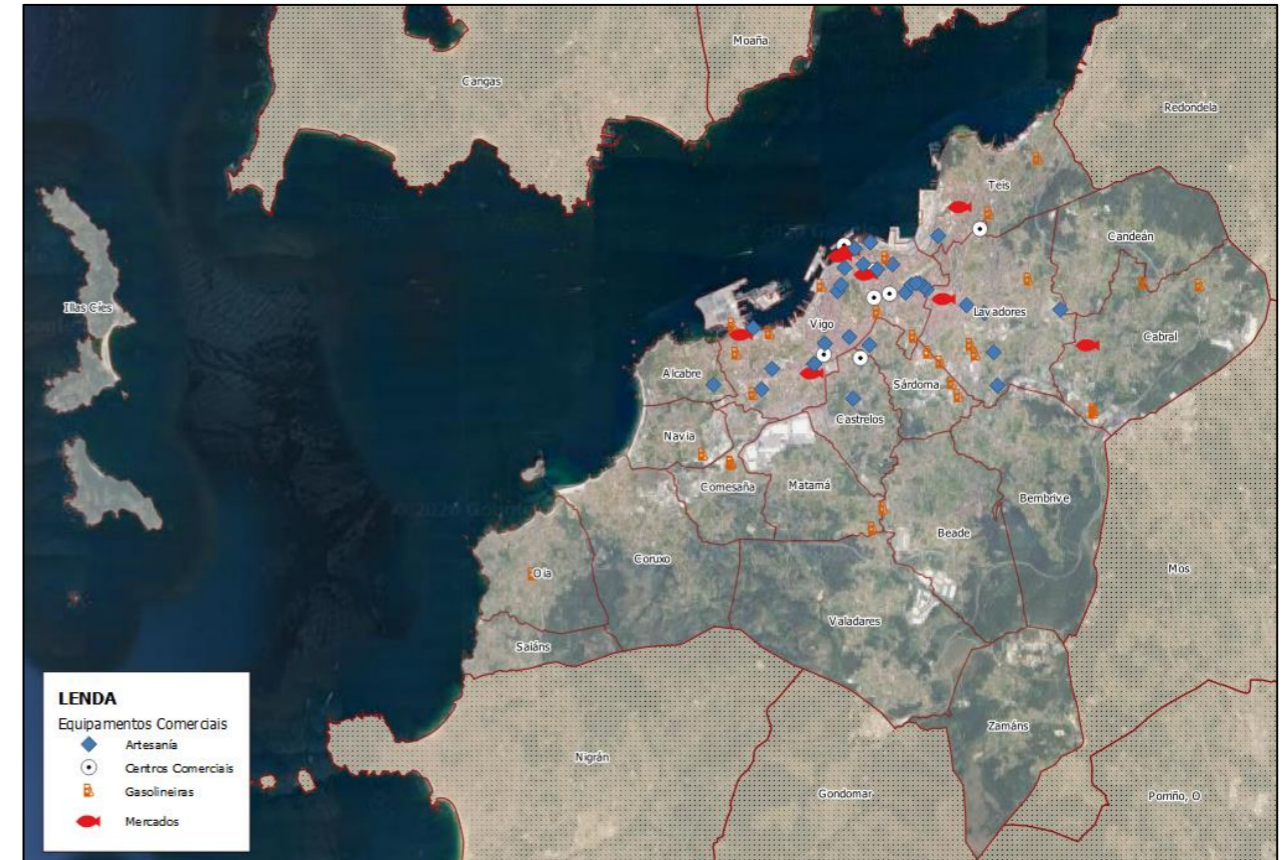 Moaña
Cangas
Redondela
Teis
Candeán
Illas Cíes
Lavadores
Vigo
Cabral
Alcabre
Sárdoma
Castrelos
Navia
Comesaña
Matamá
Bembrive
Beade
Coruxo
Oia
Mos
Valadares
Saiáns
Zamáns
Nigrán
Gondomar
Porriño, O
LENDA
Equipamentos Comerciais
Artesanía
Centros Comerciais
Gasolineiras
Mercados